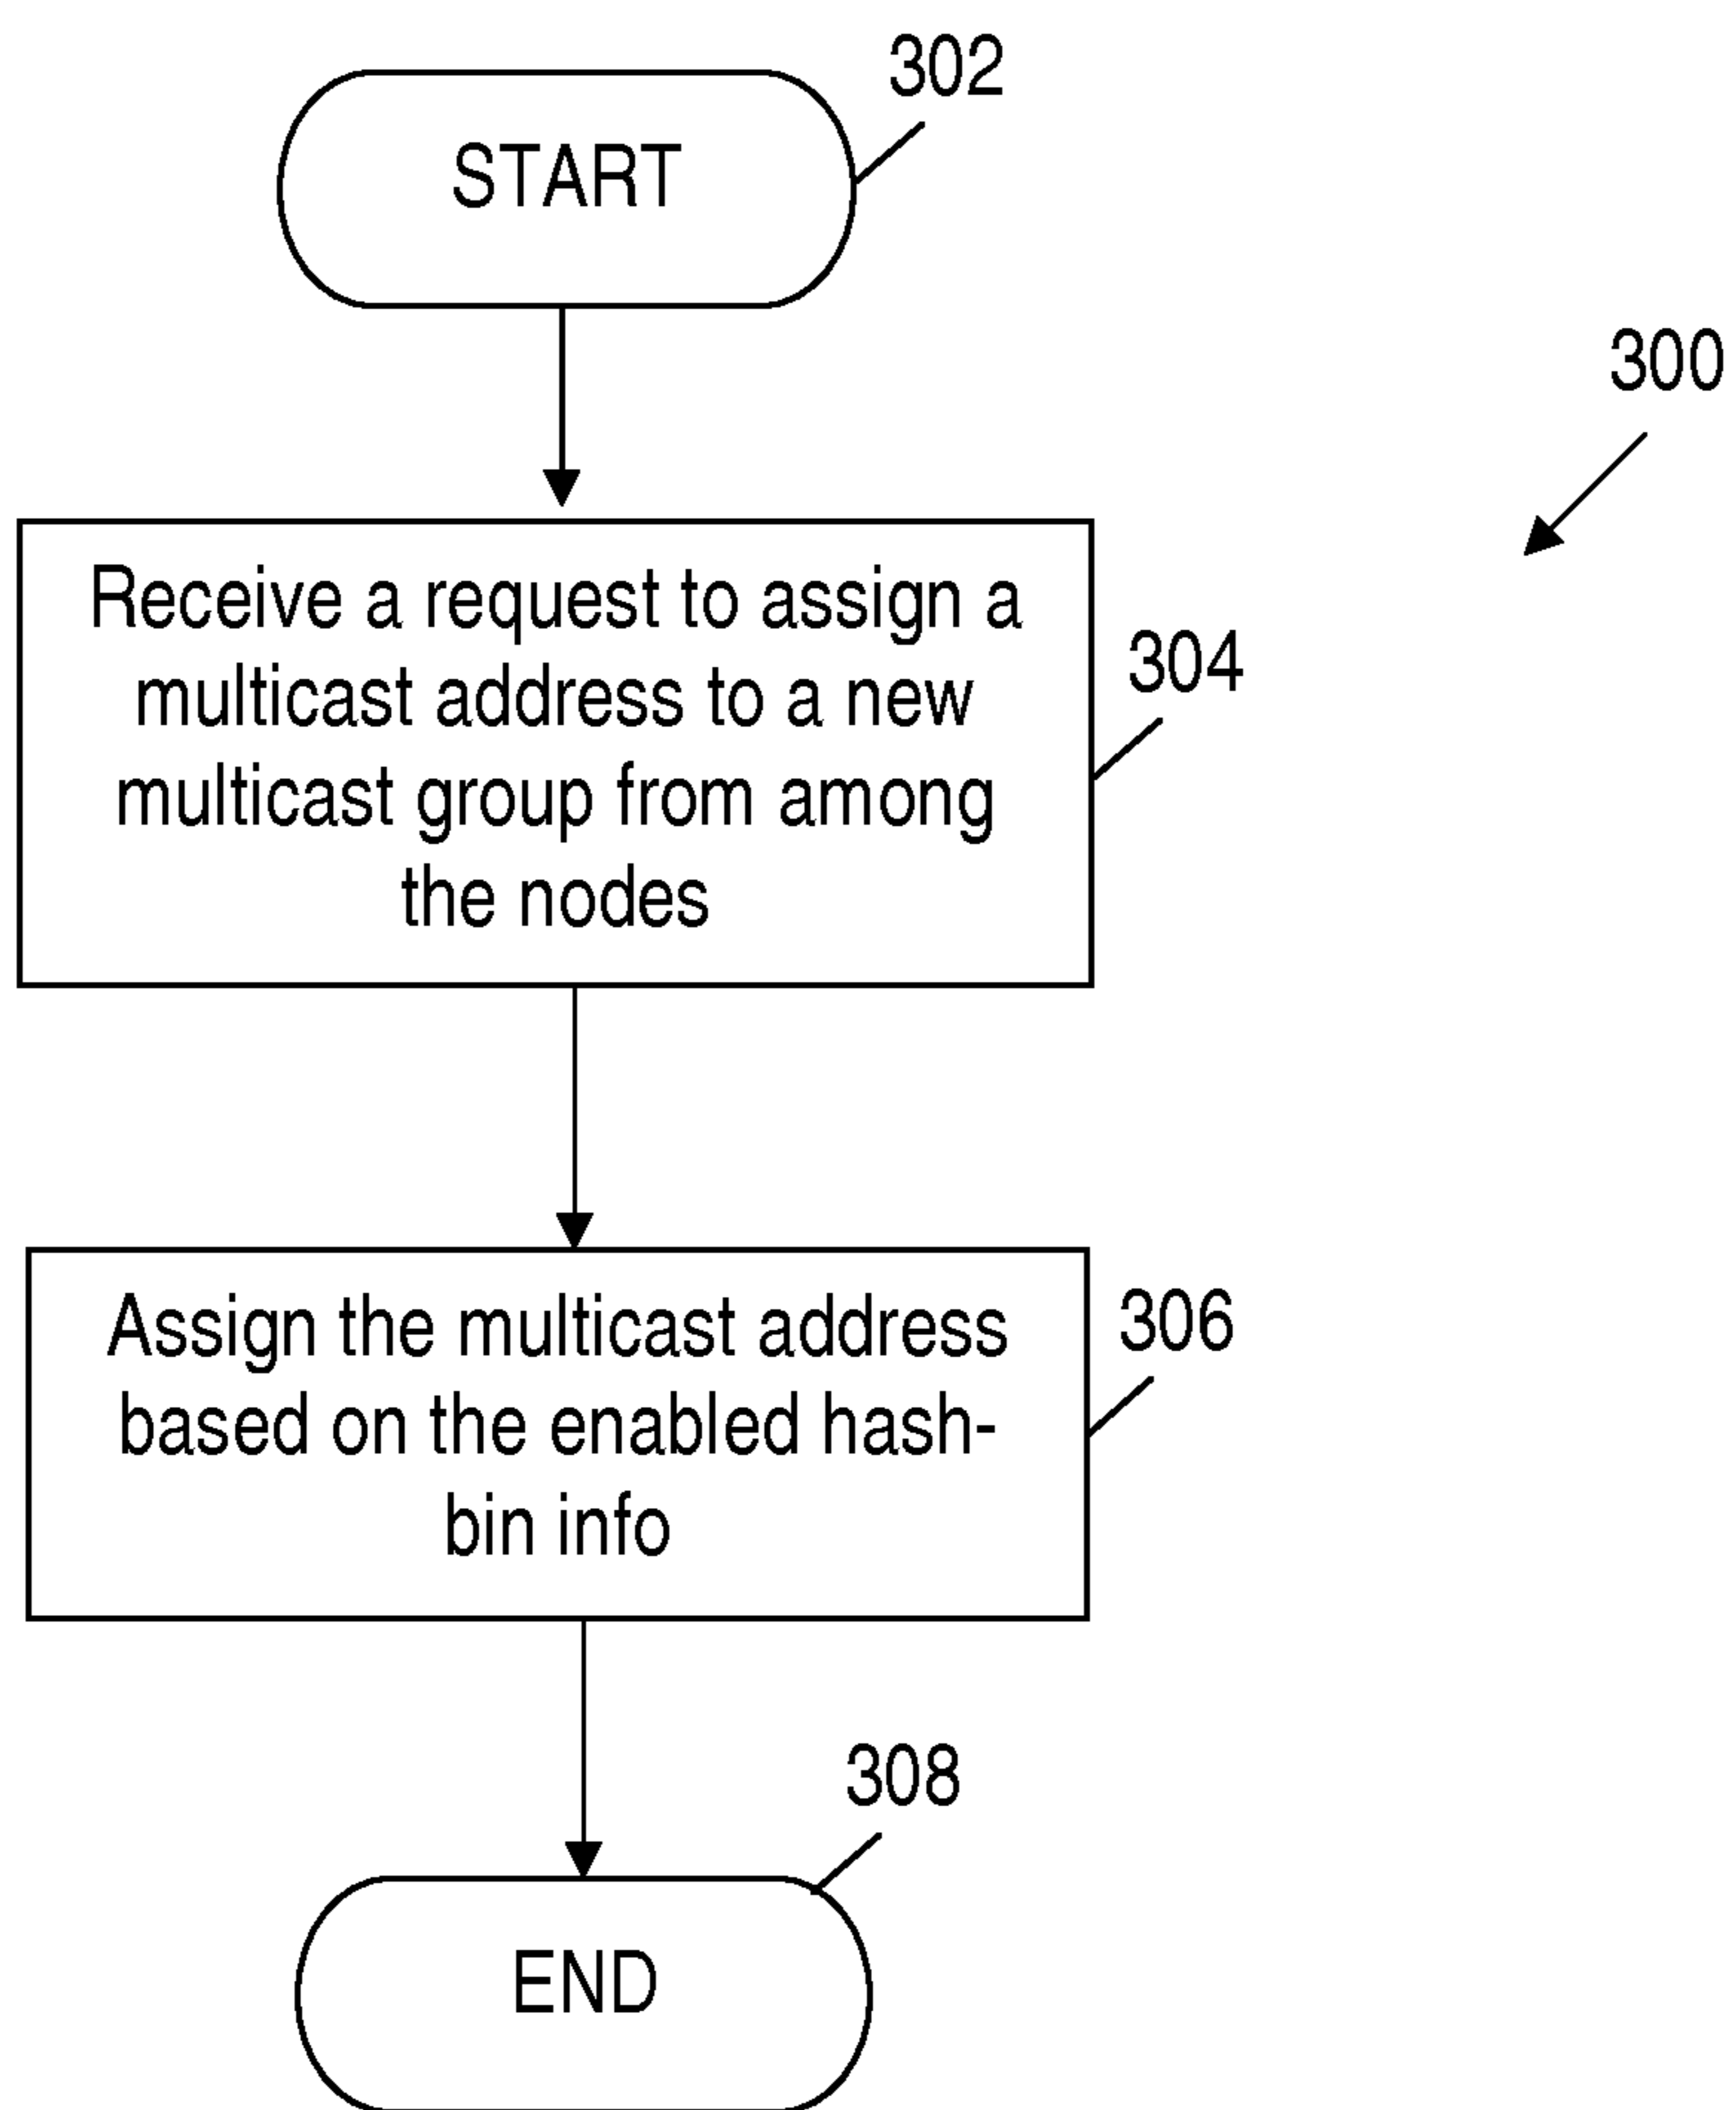 302
START
300
Receive a request to assign a
multicast address to a new
multicast group from among
the nodes
304
Assign the multicast address
based on the enabled hash-
bin info
306
308
END